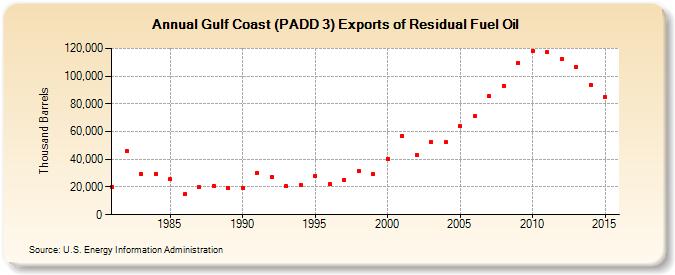 Annual Gulf Coast (PADD 3) Exports of Residual Fuel Oil
Thousand Barrels
120,000
100,000
80,000
60,000
40,000
20,000
0
1985 1990 1995 2000 2005 2010 2015
Source: U.S. Energy Information Administration